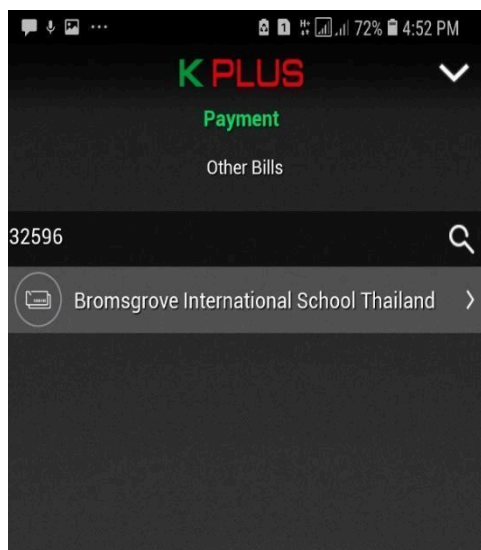 72% 4:52 PM
K PLUS
Payment
Other Bills
32596
Bromsgrove International School Thailand